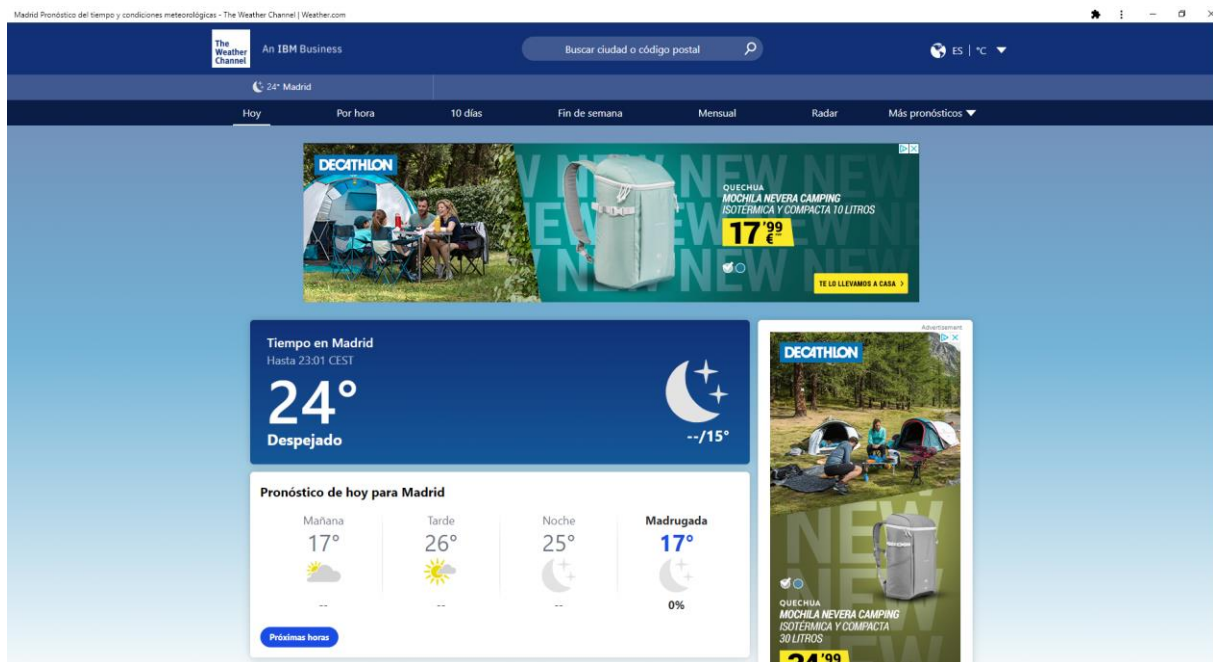 Madrid Pronóstico del tiempo y condiciones meteorológicas - The Weather Channel | Weather.com
The
Weather
Channel
An IBM Business
Buscar ciudad o código postal
ES | °C
24° Madrid
Hoy
Por hora
10 días
Fin de semana
Mensual
Radar
Más pronósticos
DECATHLON
NEW NEW
QUECHUA
MOCHILA NEVERA CAMPING
ISOTÉRMICA Y COMPACTA 10 LITROS
17'99
€
TE LO LLEVAMOS A CASA >
Tiempo en Madrid
Hasta 23:01 CEST
24°
Despejado
--/15°
Pronóstico de hoy para Madrid
Mañana
Tarde
Noche
Madrugada
17°
26°
25°
17°
--
--
--
0%
Próximas horas
Advertisement
DECATHLON
NEW
NEW
QUECHUA
MOCHILA NEVERA CAMPING
ISOTÉRMICA Y COMPACTA
30 LITROS
24'99